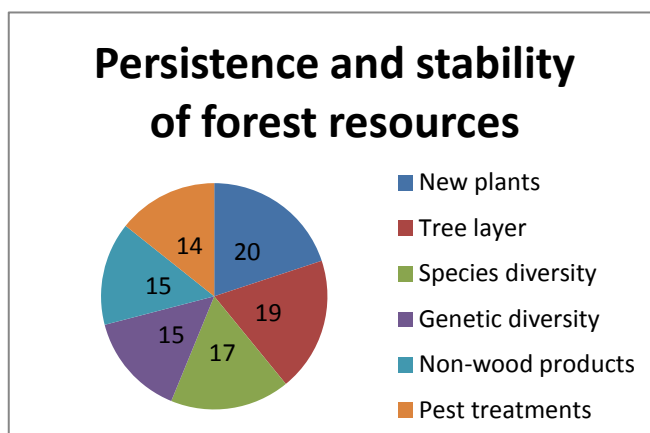 Persistence and stability
of forest resources
New plants
Tree layer
Species diversity
Genetic diversity
Non-wood products
Pest treatments
20
19
17
15
15
14